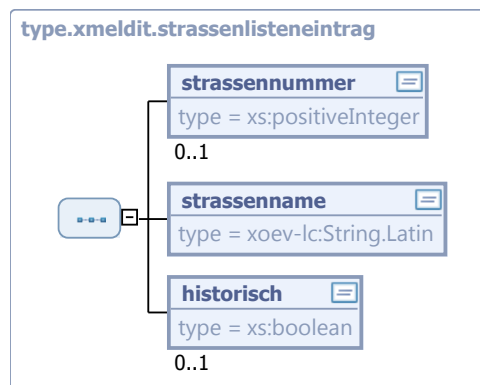 type.xmeldit.strassenlisteneintrag
strassennummer
type = xs:positiveInteger
0..1
strassenname
type = xoev-lc:String.Latin
historisch
type = xs:boolean
0..1